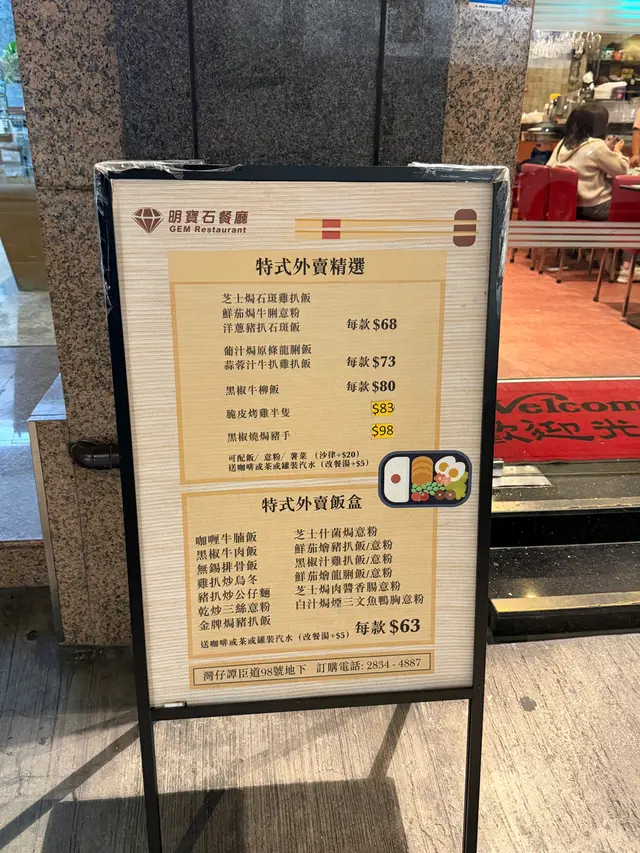 明寶石餐廳
GEM Restaurant
特式外賣精選
芝士焗石斑雞扒飯
鮮茄焗牛脷意粉
洋蔥豬扒石斑飯 每款 $68
葡汁焗原條龍脷飯
蒜蓉汁牛扒雞扒飯 每款 $73
黑椒牛柳飯 每款 $80
脆皮烤雞半隻 $83
黑椒燒焗豬手 $98
可配飯/ 意粉/ 薯菜 (沙律+$20)
送咖啡或茶或罐裝汽水 (改餐湯+$5)
特式外賣飯盒
咖喱牛腩飯
黑椒牛肉飯
無錫排骨飯
雞扒炒烏冬
豬扒炒公仔麵
乾炒三絲意粉
金牌焗豬扒飯
芝士什菌焗意粉
鮮茄燴豬扒飯/意粉
黑椒汁雞扒飯/意粉
鮮茄燴龍脷飯/意粉
芝士焗肉醬香腸意粉
白汁焗煙三文魚鴨胸意粉
送咖啡或茶或罐裝汽水 (改餐湯+$5) 每款 $63
灣仔譚臣道98號地下 訂購電話: 2834 - 4887
Welcom
歡迎光